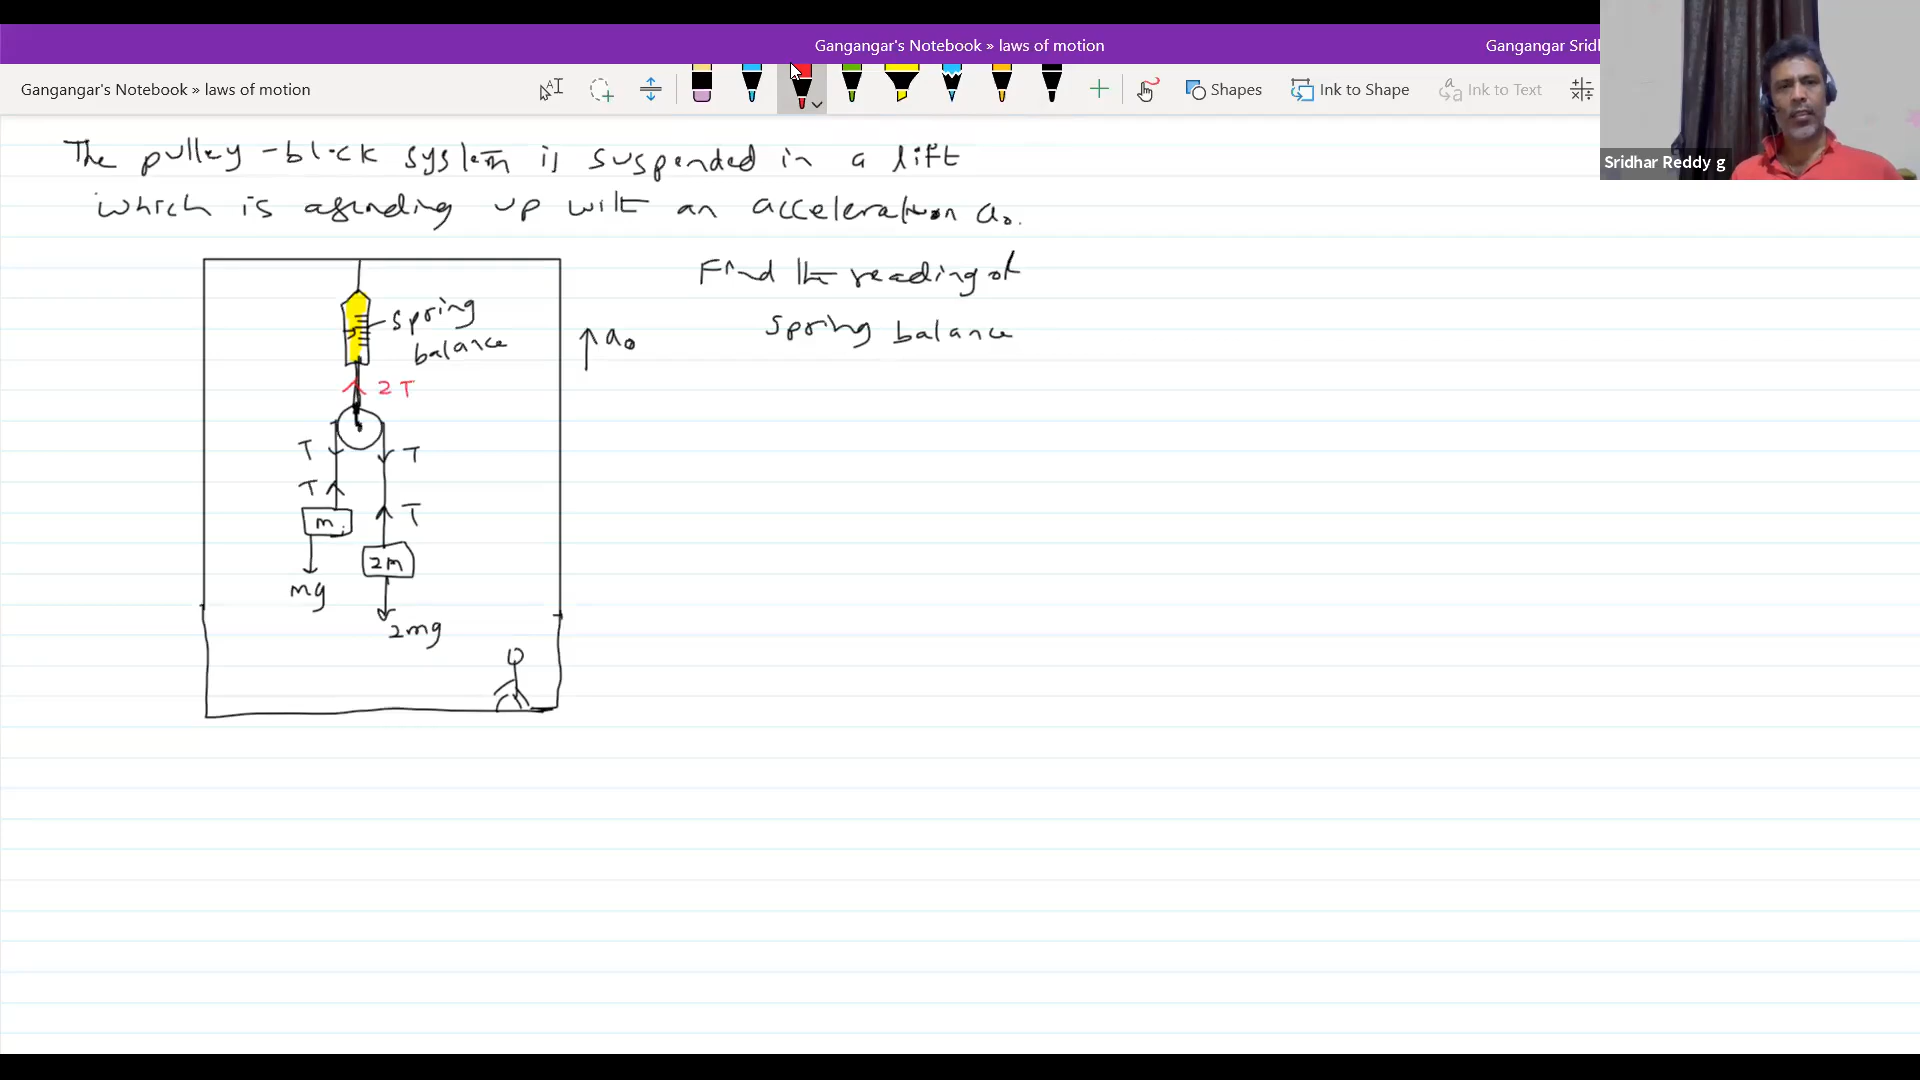 Gangangar's Notebook » laws of motion
Gangangar Sridl
Gangangar's Notebook » laws of motion
Shapes
Ink to Shape
Ink to Text
Sridhar Reddy g
The pulley-block system is suspended in a lift
which is up with an acceleration a₀.
Find the reading of
spring balance
spring
balance
↑ a₀
2T
T
T
T
T
m
2m
mg
2mg